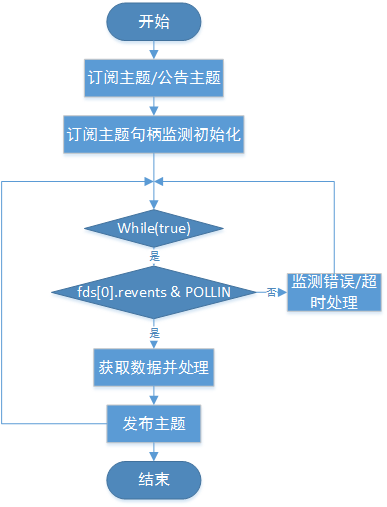 开始
订阅主题/公告主题
订阅主题句柄监测初始化
While(true)
是
fds[0].revents & POLLIN
否
监测错误/超
时处理
是
获取数据并处理
发布主题
结束